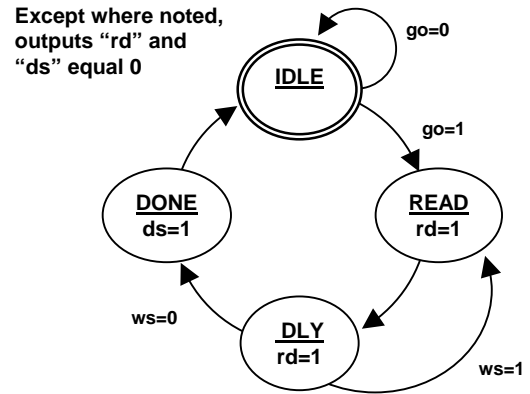 Except where noted,
outputs “rd” and
“ds” equal 0
go=0
IDLE
go=1
DONE
ds=1
READ
rd=1
ws=0
DLY
rd=1
ws=1